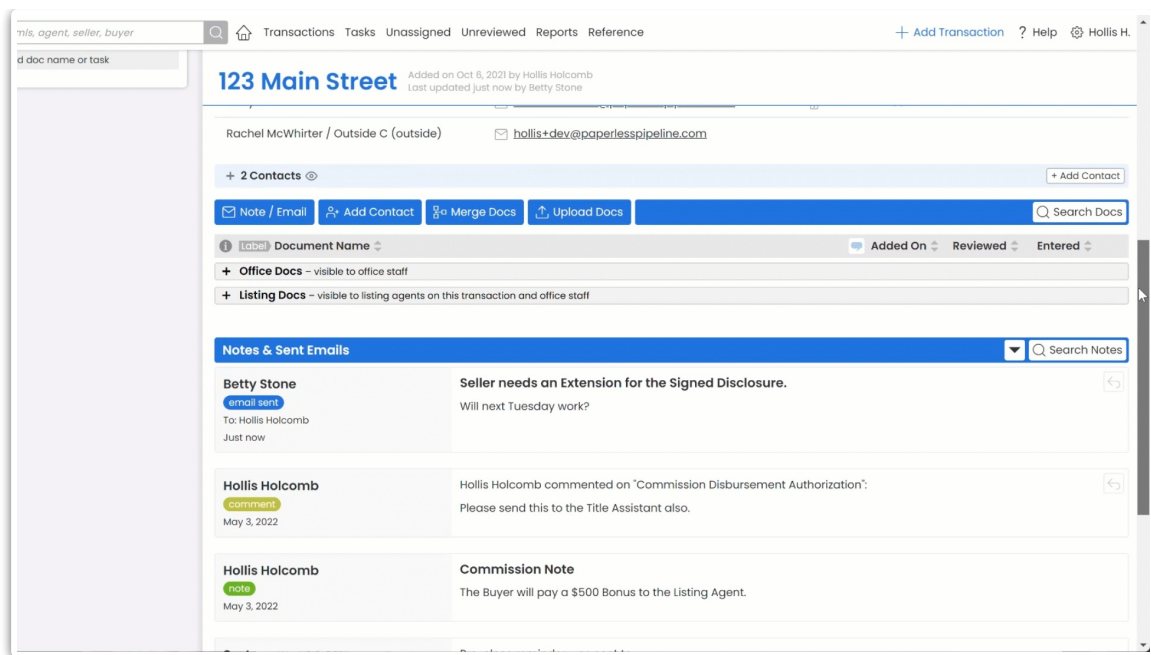 mls, agent, seller, buyer
Transactions Tasks Unassigned Unreviewed Reports Reference
+ Add Transaction ? Help Hollis H.
d doc name or task
123 Main Street
Added on Oct 6, 2021 by Hollis Holcomb
Last updated just now by Betty Stone
Rachel McWhirter / Outside C (outside) hollis+dev@paperlesspipeline.com
+ 2 Contacts + Add Contact
Note / Email Add Contact Merge Docs Upload Docs Search Docs
Label Document Name Added On Reviewed Entered
+ Office Docs – visible to office staff
+ Listing Docs – visible to listing agents on this transaction and office staff
Notes & Sent Emails Search Notes
Betty Stone
email sent
To: Hollis Holcomb
Just now
Seller needs an Extension for the Signed Disclosure.
Will next Tuesday work?
Hollis Holcomb
comment
May 3, 2022
Hollis Holcomb commented on "Commission Disbursement Authorization":
Please send this to the Title Assistant also.
Hollis Holcomb
note
May 3, 2022
Commission Note
The Buyer will pay a $500 Bonus to the Listing Agent.